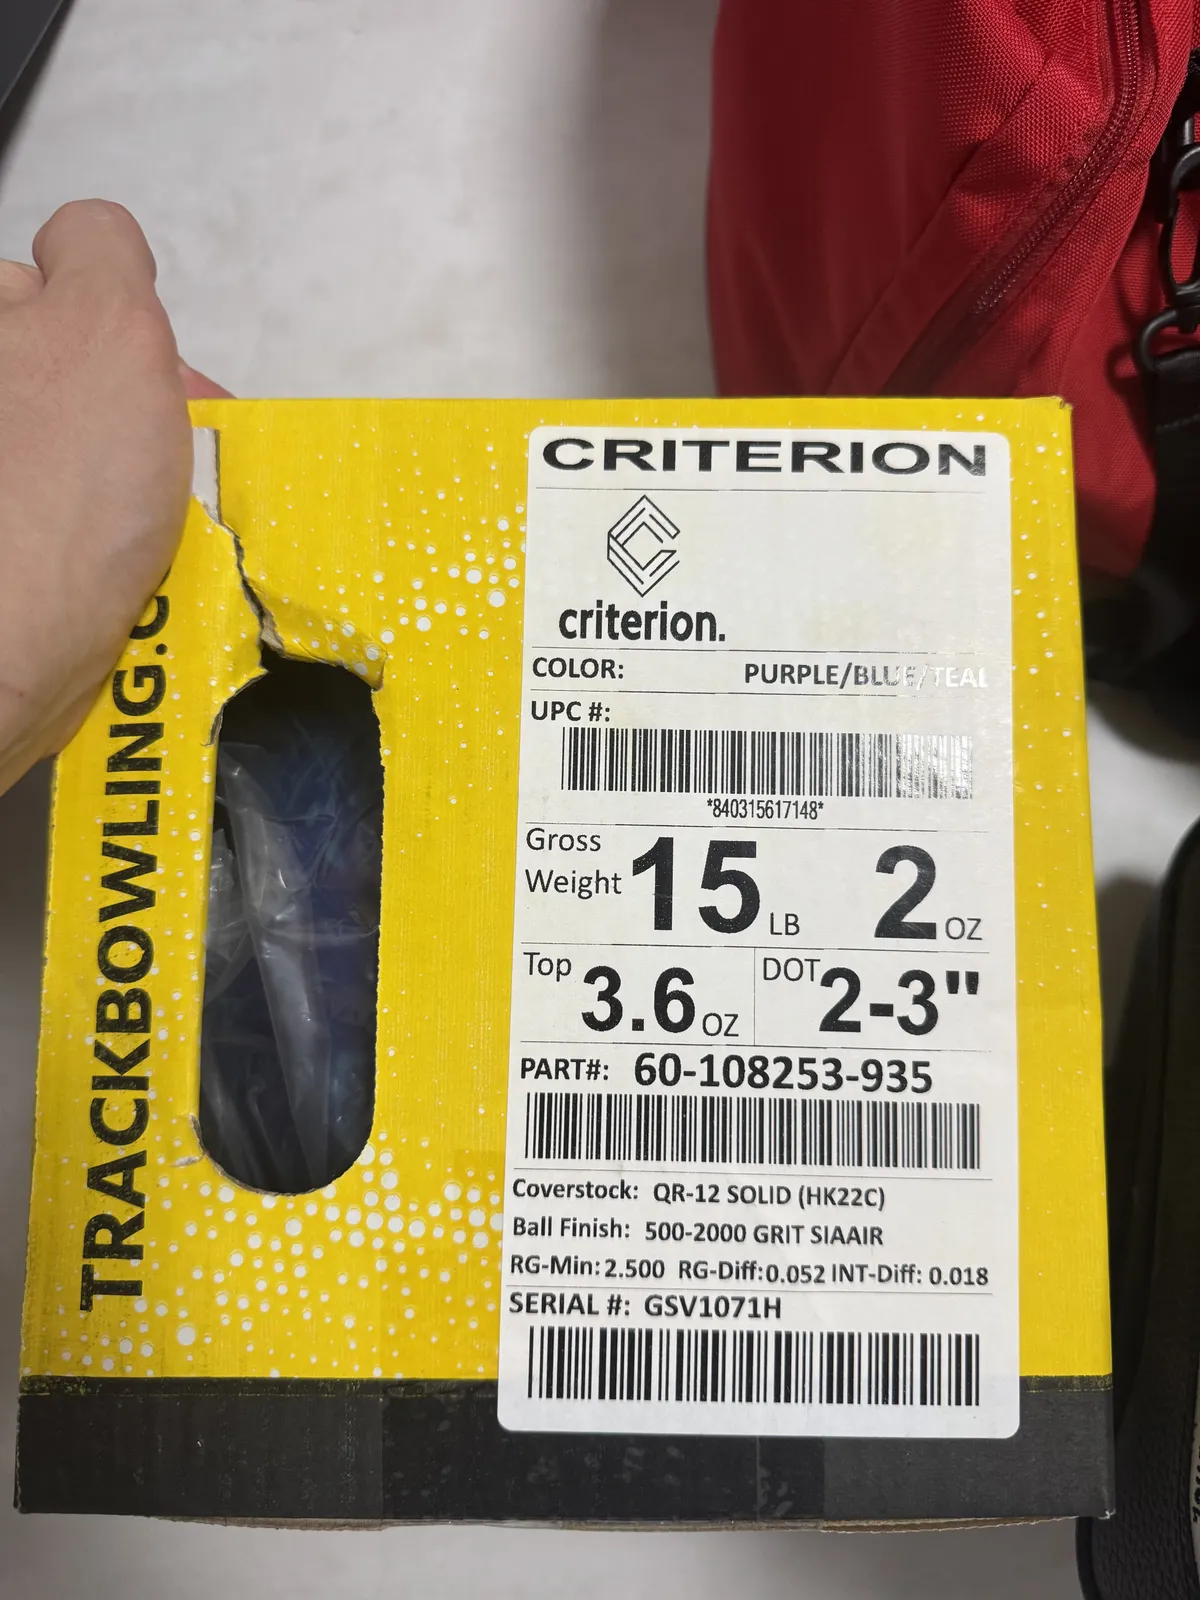 TRACKBOWLING.C
CRITERION
criterion.
COLOR: PURPLE/BLUE/TEAL
UPC #:
*840315617148*
Gross Weight 15 LB 2 OZ
Top 3.6 OZ DOT 2-3"
PART#: 60-108253-935
Coverstock: QR-12 SOLID (HK22C)
Ball Finish: 500-2000 GRIT SIAAIR
RG-Min: 2.500 RG-Diff: 0.052 INT-Diff: 0.018
SERIAL #: GSV1071H